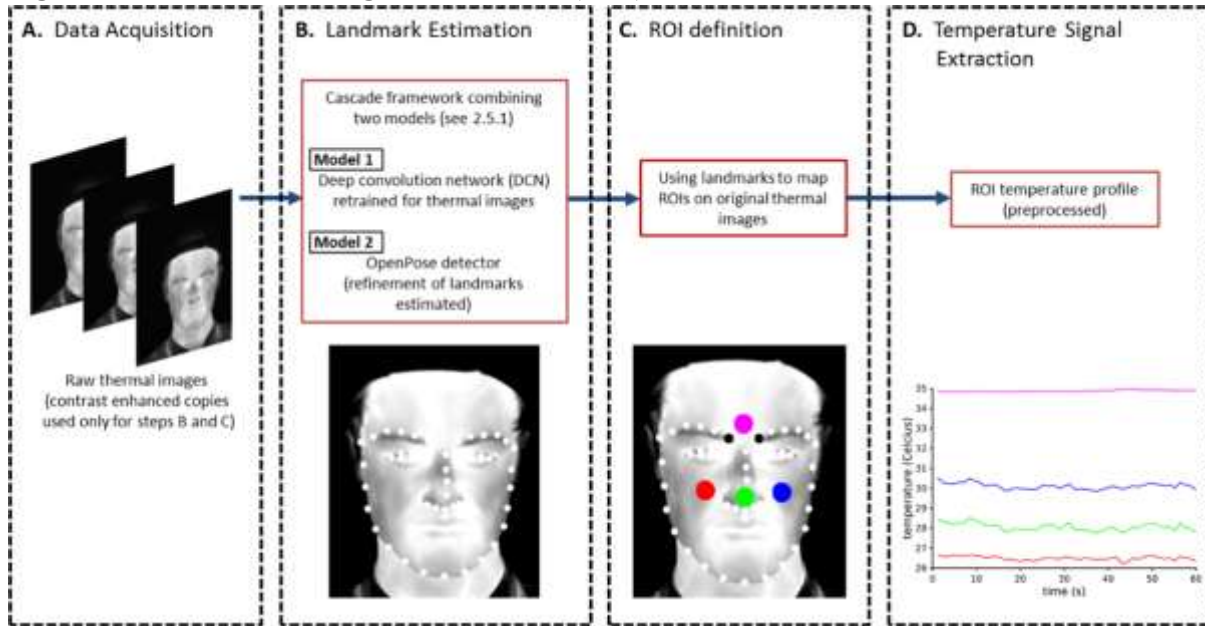 A. Data Acquisition
Raw thermal images
(contrast enhanced copies
used only for steps B and C)
B. Landmark Estimation
Cascade framework combining
two models (see 2.5.1)
Model 1
Deep convolution network (DCN)
retrained for thermal images
Model 2
OpenPose detector
(refinement of landmarks
estimated)
C. ROI definition
Using landmarks to map
ROIs on original thermal
images
D. Temperature Signal
Extraction
ROI temperature profile
(preprocessed)
temperature /Celcius)
35
34
33
32
31
30
29
28
27
26
0 10 20 30 40 50 60
time (s)